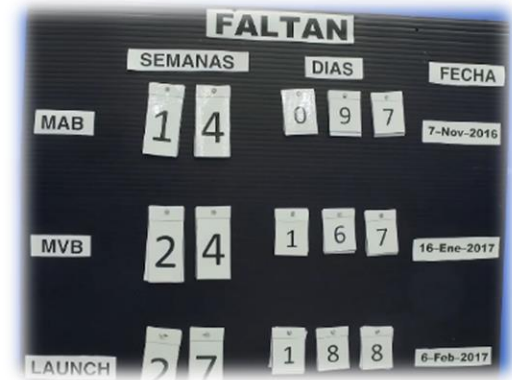 FALTAN
SEMANAS DIAS FECHA
MAB 14 097 7-Nov-2016
MVB 24 167 16-Ene-2017
LAUNCH 27 188 6-Feb-2017